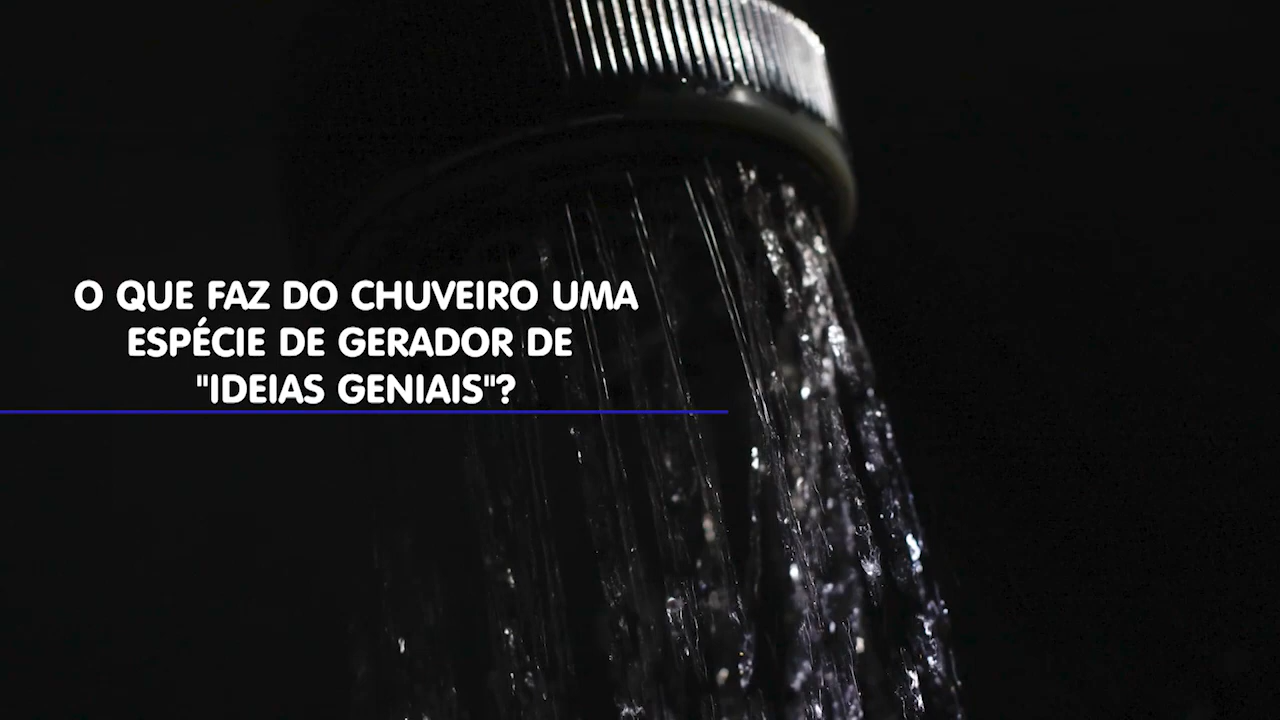 O QUE FAZ DO CHUVEIRO UMA
ESPÉCIE DE GERADOR DE
"IDEIAS GENIAIS"?